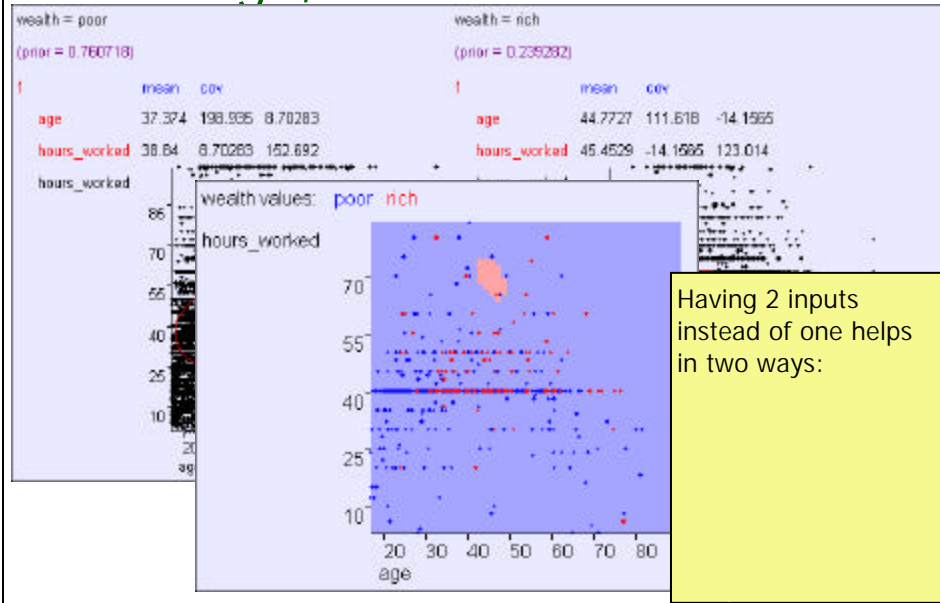 wealth = poor
(prior = 0.760718)
f
mean cov
age 37.374 198.935 8.70283
hours_worked 38.84 8.70283 152.692
hours_worked
86
70
55
40
25
10
wealth = rich
(prior = 0.239282)
f
mean cov
age 44.7727 111.618 -14.1565
hours_worked 45.4529 -14.1565 123.014
wealth values: poor rich
hours_worked
70
55
40
25
10
20 30 40 50 60 70 80
age
Having 2 inputs
instead of one helps
in two ways: